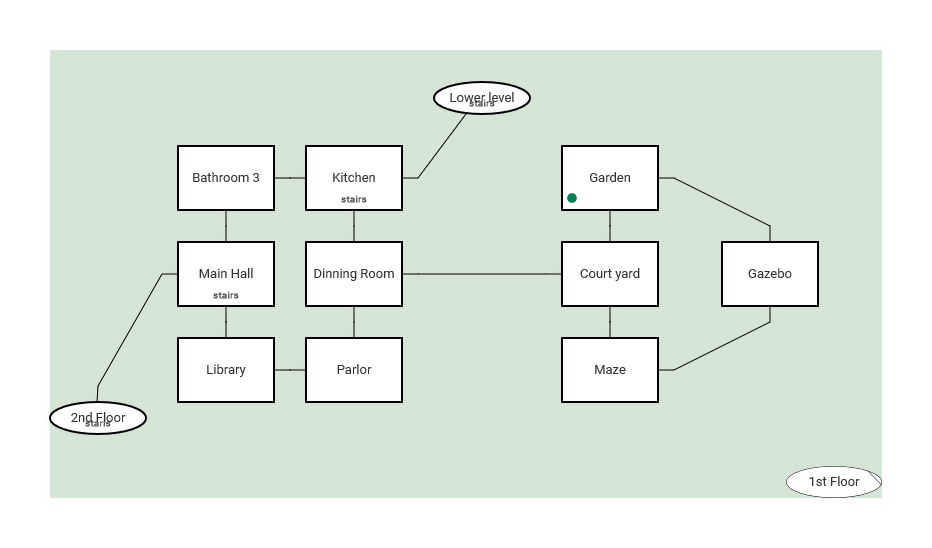 Lower level
stairs
Bathroom 3
Kitchen
stairs
Garden
Main Hall
stairs
Dinning Room
Court yard
Gazebo
Library
Parlor
Maze
2nd Floor
stairs
1st Floor